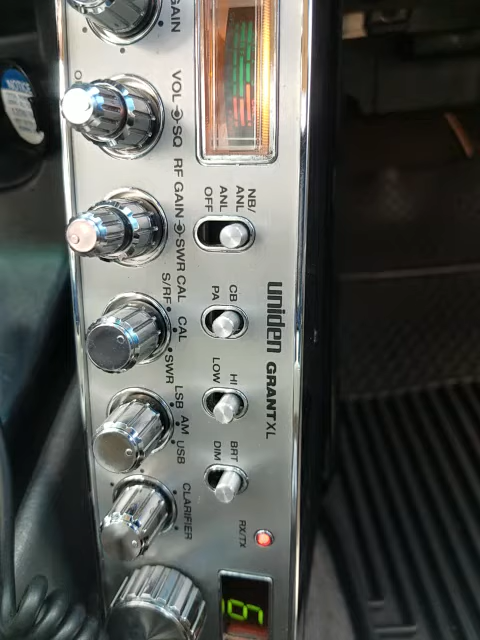 GAIN
VOL SQ
RF GAIN SWR CAL
NB/
ANL
ANL
OFF
S/RF CAL SWR
CB
PA
uniden GRANT XL
HI
LOW
LSB AM USB
BRT
DIM
CLARIFIER
RX/TX
NOTICE